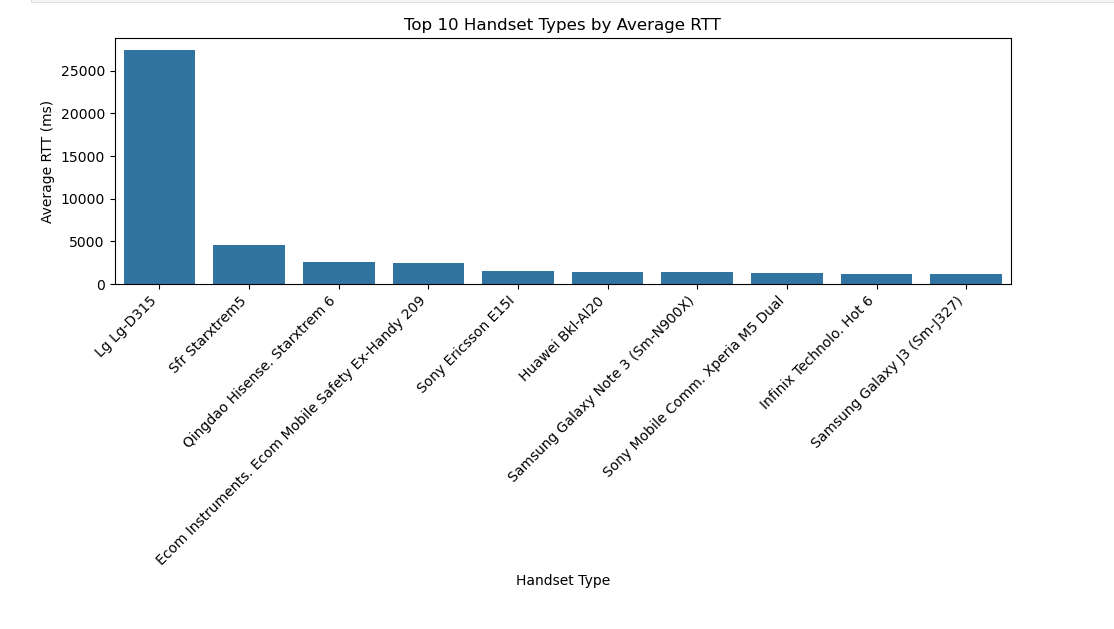 Top 10 Handset Types by Average RTT
Average RTT (ms)
25000
20000
15000
10000
5000
0
Lg Lg-D315
Sfr Starxtrem5
Qingdao Hisense. Starxtrem 6
Ecom Instruments. Ecom Mobile Safety Ex-Handy 209
Sony Ericsson E15I
Huawei Bkl-Al20
Samsung Galaxy Note 3 (Sm-N900X)
Sony Mobile Comm. Xperia M5 Dual
Infinix Technolo. Hot 6
Samsung Galaxy J3 (Sm-J327)
Handset Type